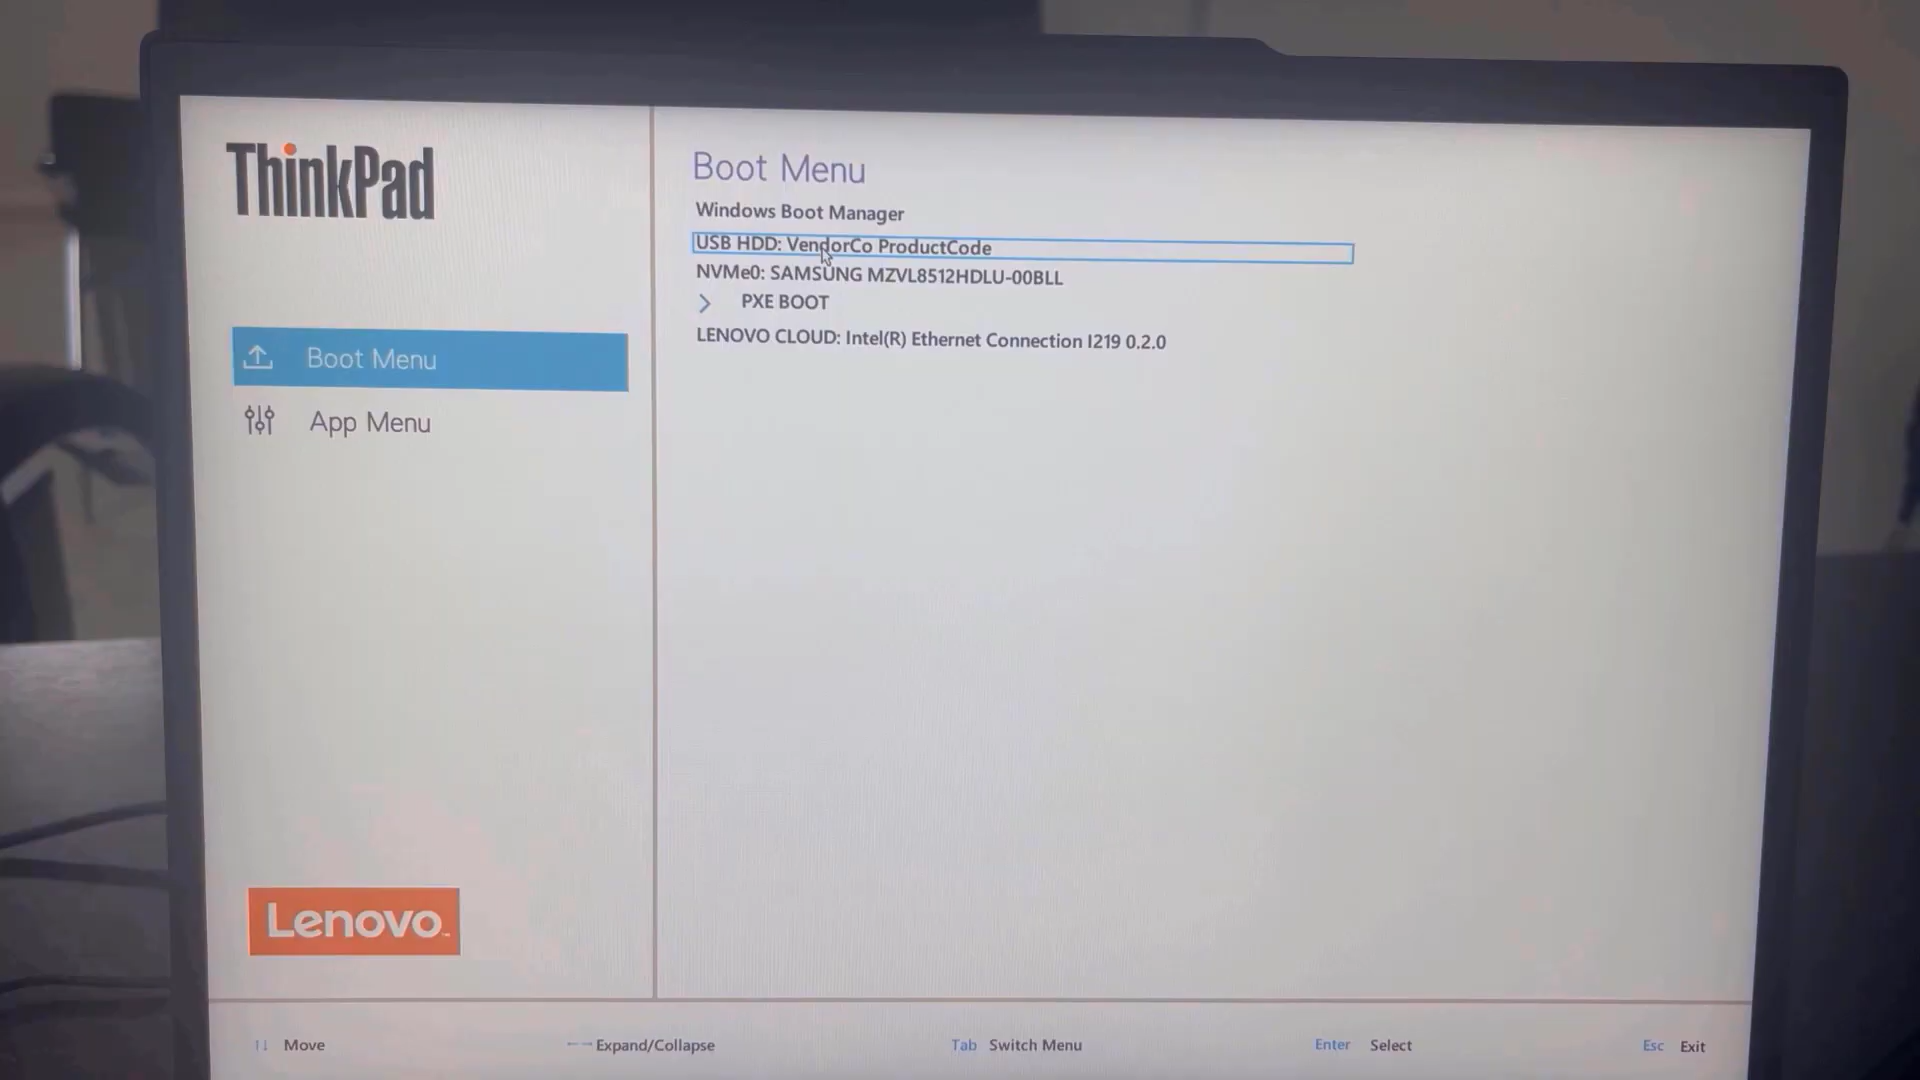 ThinkPad
Boot Menu
App Menu
Lenovo
Boot Menu
Windows Boot Manager
USB HDD: VendorCo ProductCode
NVMe0: SAMSUNG MZVL8512HDLU-00BLL
PXE BOOT
LENOVO CLOUD: Intel(R) Ethernet Connection I219 0.2.0
↑↓ Move
←→ Expand/Collapse
Tab Switch Menu
Enter Select
Esc Exit